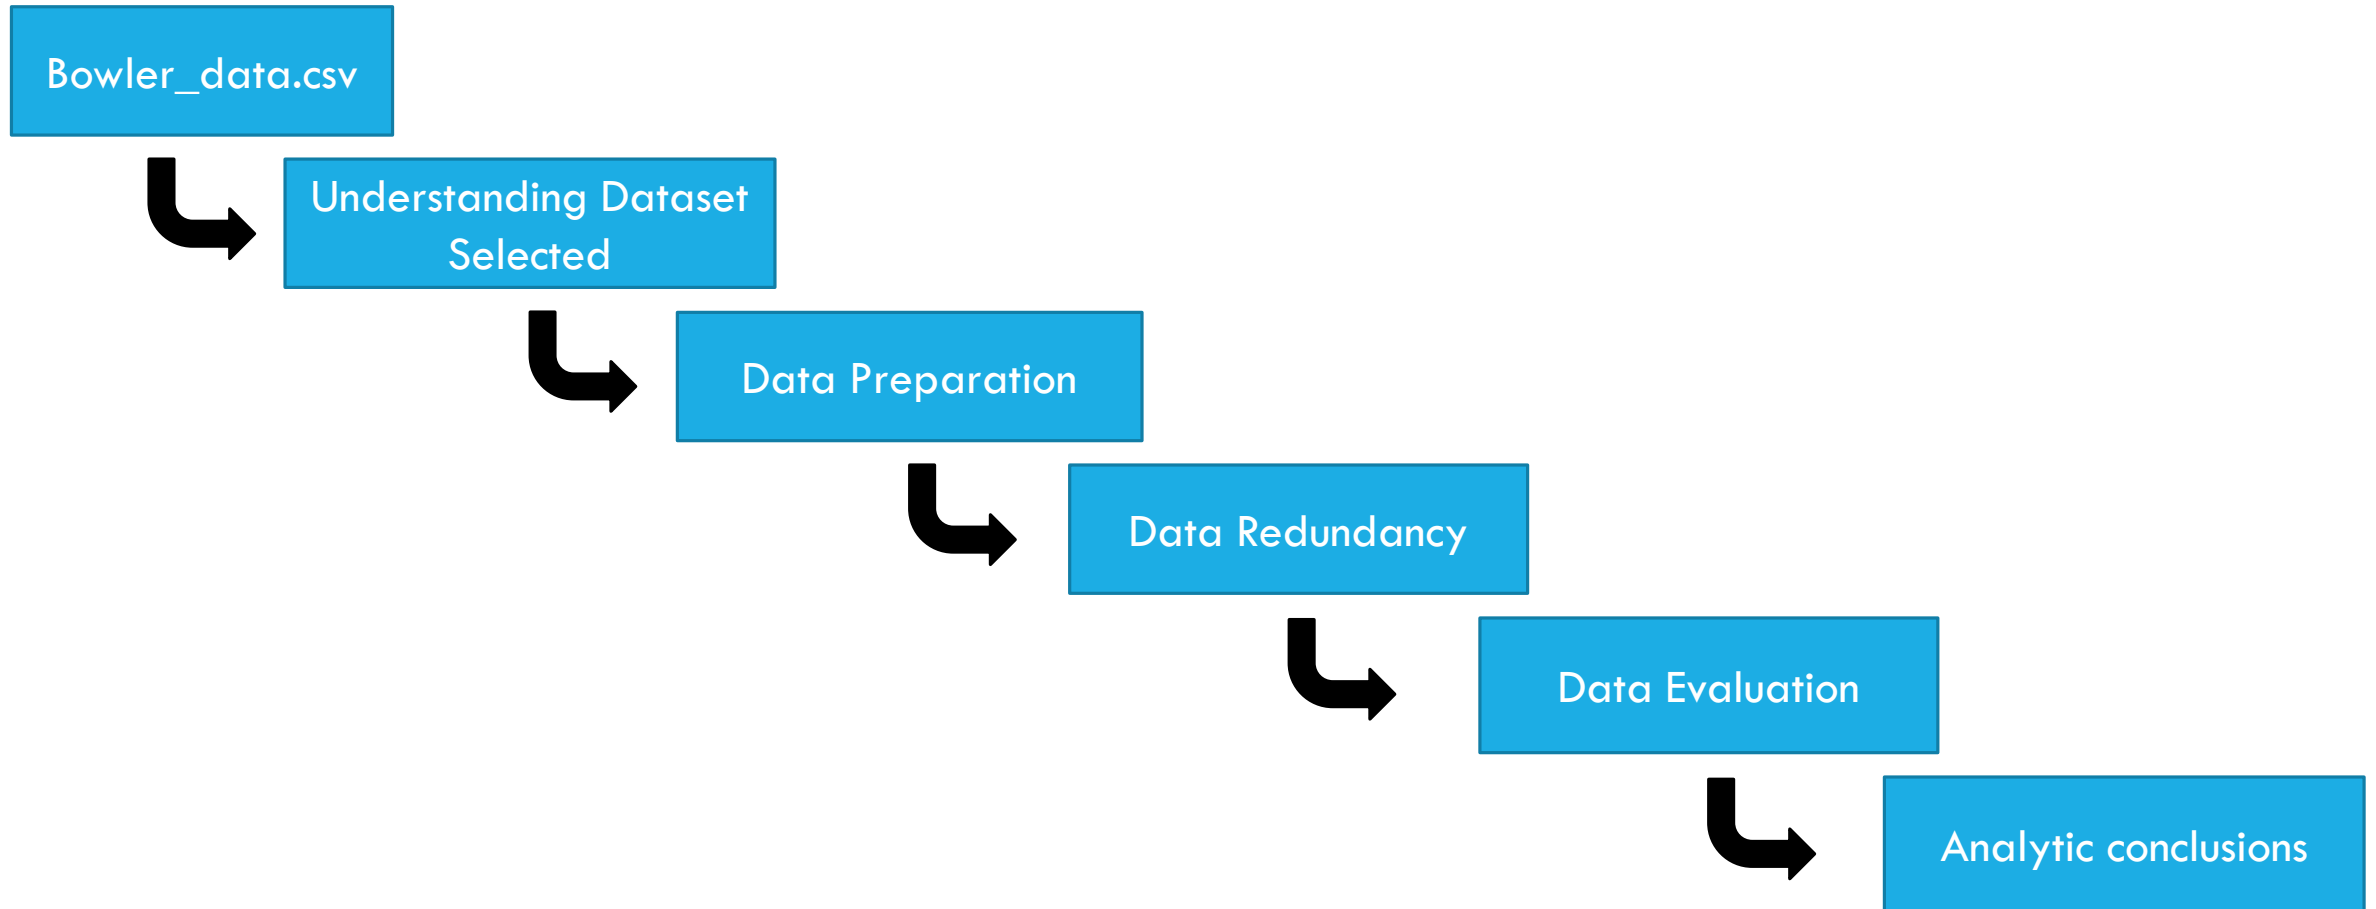 Bowler_data.csv
Understanding Dataset
Selected
Data Preparation
Data Redundancy
Data Evaluation
Analytic conclusions